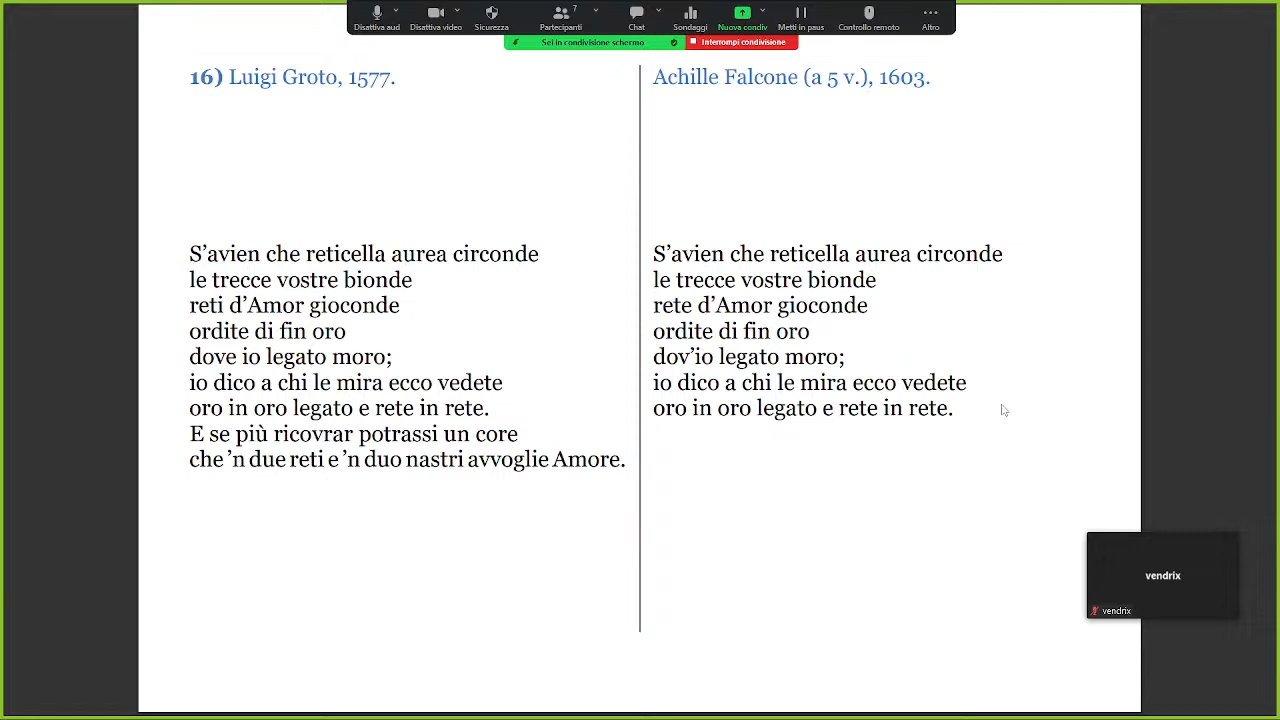 Disattiva aud
Disattiva video
Sicurezza
Partecipanti
7
Chat
Sondaggi
Nuova condiv
Metti in paus
Controllo remoto
Altro
Sei in condivisione schermo
Interrompi condivisione
16) Luigi Groto, 1577.
S’avien che reticella aurea circonde
le trecce vostre bionde
reti d’Amor gioconde
ordite di fin oro
dove io legato moro;
io dico a chi le mira ecco vedete
oro in oro legato e rete in rete.
E se più ricovrar potrassi un core
che ’n due reti e ’n duo nastri avvoglie Amore.
Achille Falcone (a 5 v.), 1603.
S’avien che reticella aurea circonde
le trecce vostre bionde
rete d’Amor gioconde
ordite di fin oro
dov’io legato moro;
io dico a chi le mira ecco vedete
oro in oro legato e rete in rete.
vendrix
vendrix